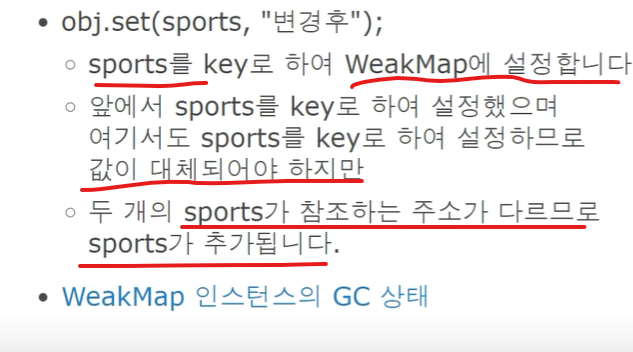 • obj.set(sports, "변경후");
◦ sports를 key로 하여 WeakMap에 설정합니다
◦ 앞에서 sports를 key로 하여 설정했으며
여기서도 sports를 key로 하여 설정하므로
값이 대체되어야 하지만
◦ 두 개의 sports가 참조하는 주소가 다르므로
sports가 추가됩니다.
• WeakMap 인스턴스의 GC 상태